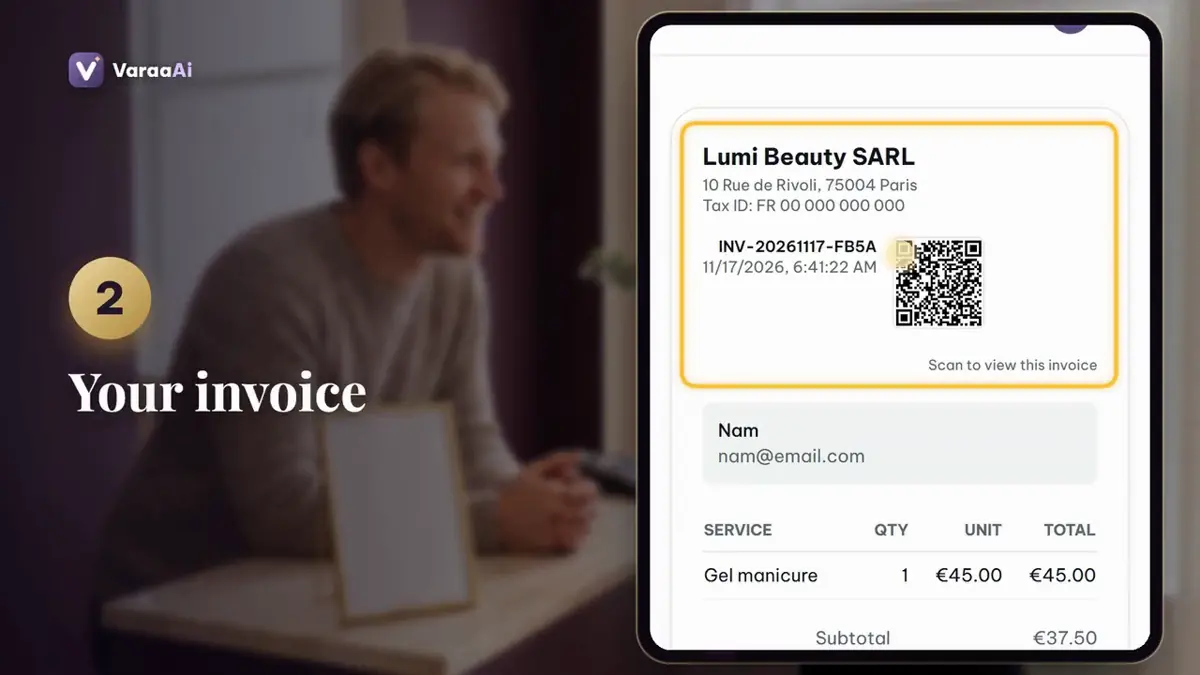 VaraaAi
2
Your invoice
Lumi Beauty SARL
10 Rue de Rivoli, 75004 Paris
Tax ID: FR 00 000 000 000
INV-20261117-FB5A
11/17/2026, 6:41:22 AM
Scan to view this invoice
Nam
nam@email.com
SERVICE QTY UNIT TOTAL
Gel manicure 1 €45.00 €45.00
Subtotal €37.50